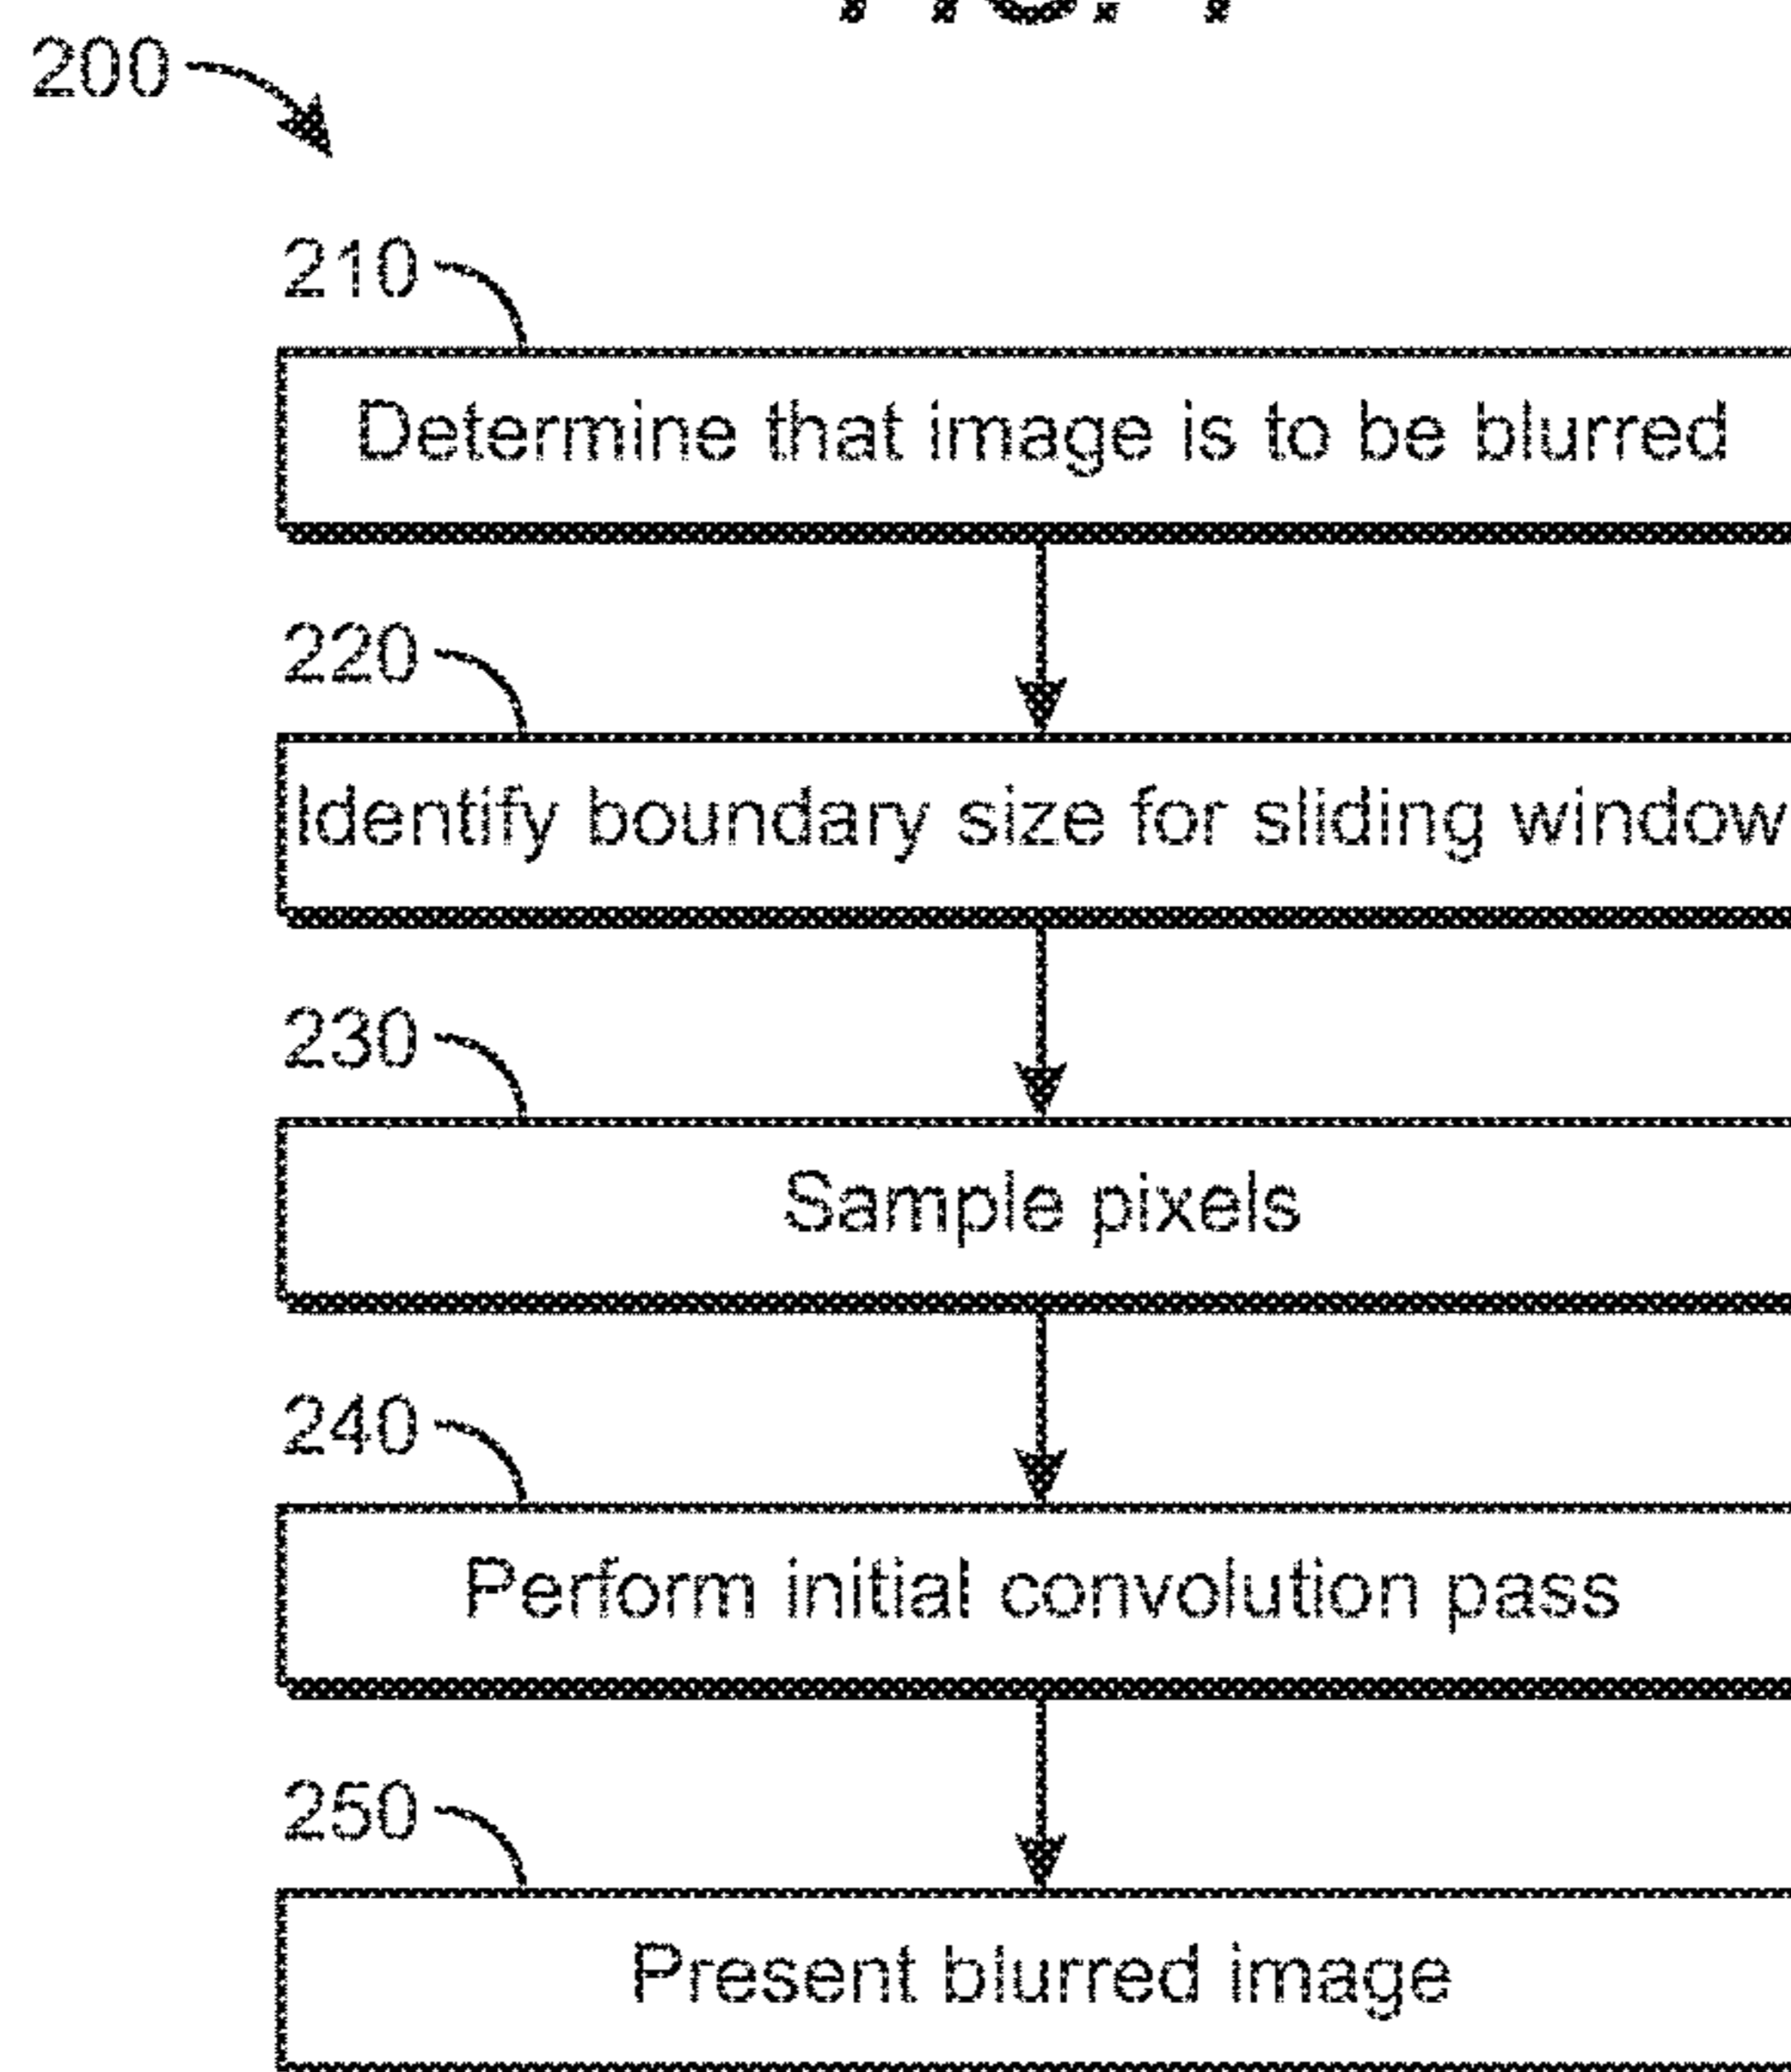 200
210
Determine that image is to be blurred
220
Identify boundary size for sliding window
230
Sample pixels
240
Perform initial convolution pass
250
Present blurred image